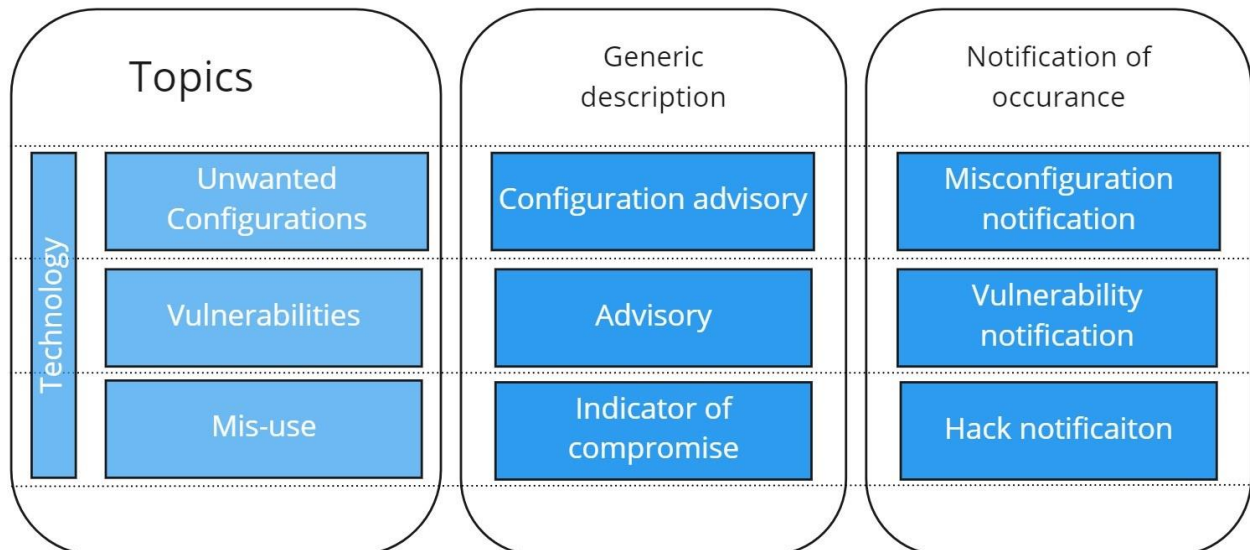 Topics
Generic
description
Notification of
occurance
Technology
Unwanted
Configurations
Configuration advisory
Misconfiguration
notification
Vulnerabilities
Advisory
Vulnerability
notification
Mis-use
Indicator of
compromise
Hack notificaiton